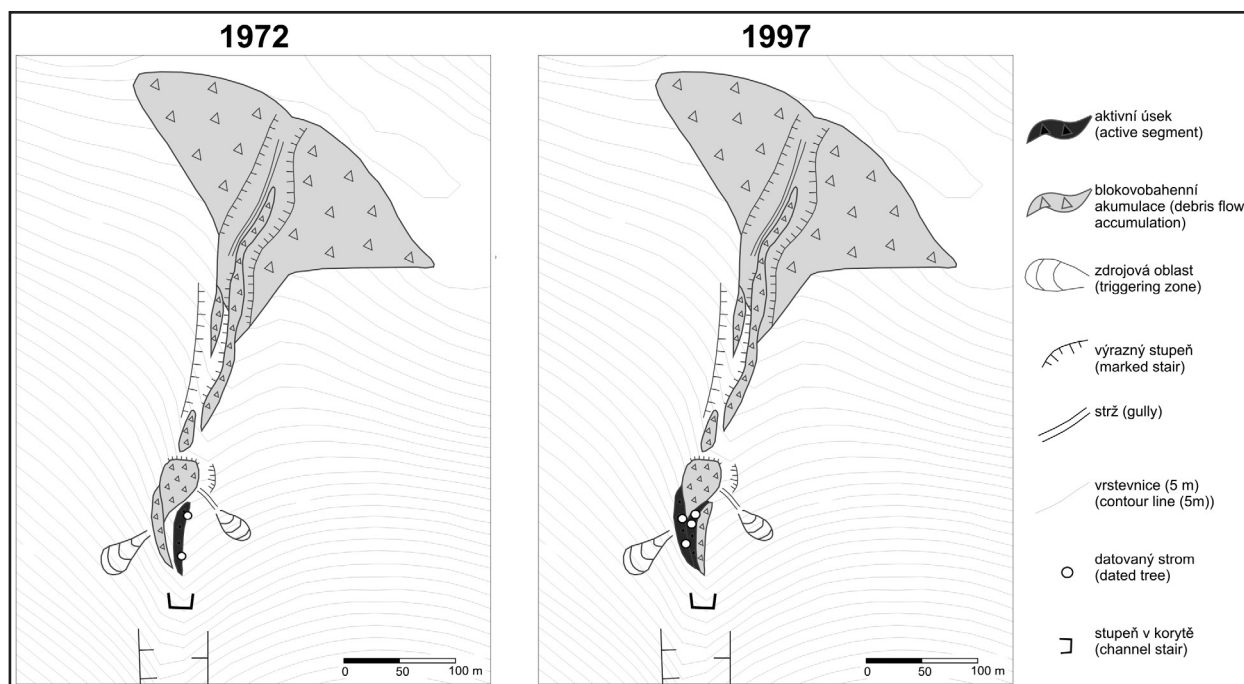 1972
1997
0 50 100 m
0 50 100 m
aktivní úsek
(active segment)
blokovobahenní
akumulace (debris flow
accumulation)
zdrojová oblast
(triggering zone)
výrazný stupeň
(marked stair)
strž (gully)
vrstevnice (5 m)
(contour line (5m))
datovaný strom
(dated tree)
stupeň v korytě
(channel stair)